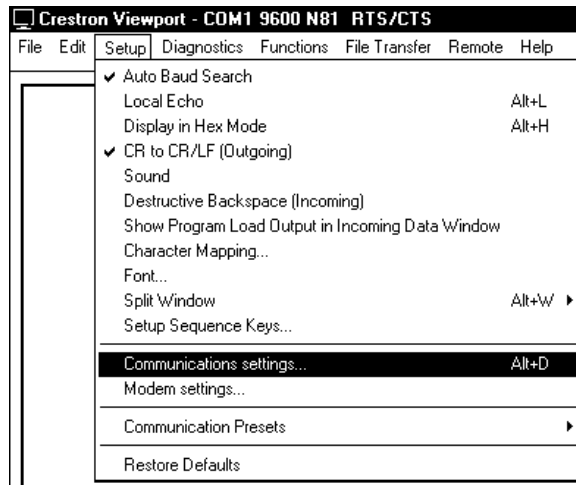 Crestron Viewport - COM1 9600 N81 RTS/CTS
File Edit Setup Diagnostics Functions File Transfer Remote Help
Auto Baud Search
Local Echo Alt+L
Display in Hex Mode Alt+H
CR to CR/LF (Outgoing)
Sound
Destructive Backspace (Incoming)
Show Program Load Output in Incoming Data Window
Character Mapping...
Font...
Split Window Alt+W
Setup Sequence Keys...
Communications settings... Alt+D
Modem settings...
Communication Presets
Restore Defaults